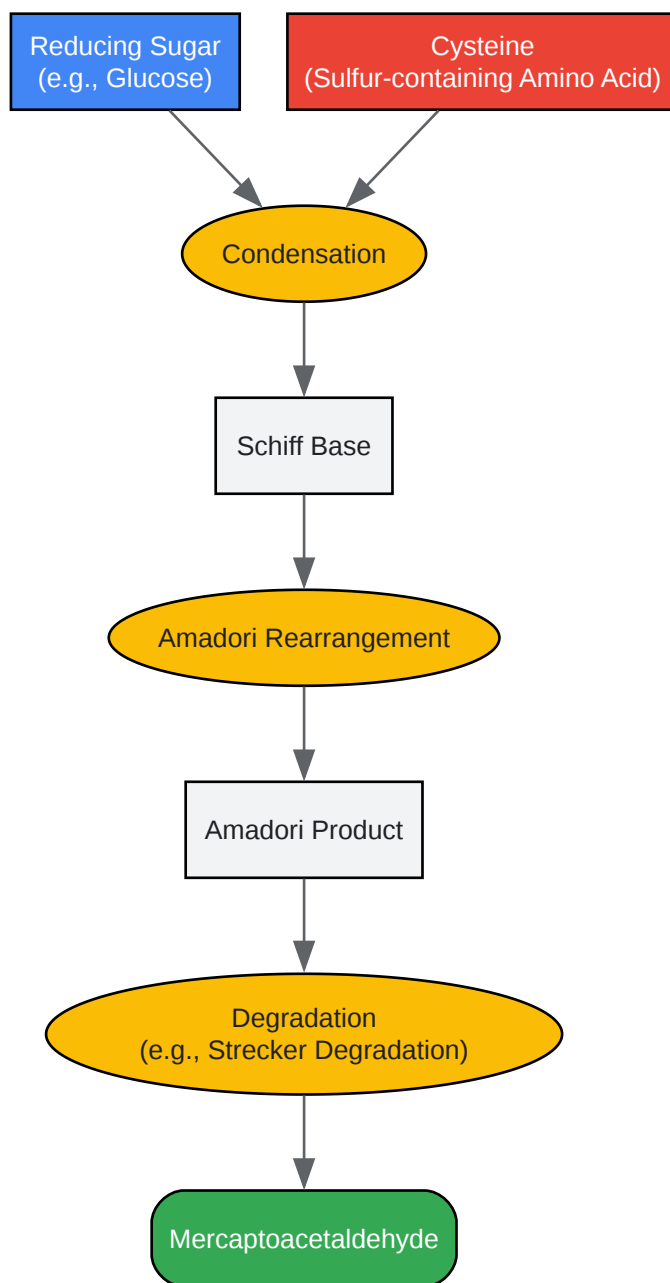 Reducing Sugar
(e.g., Glucose)
Cysteine
(Sulfur-containing Amino Acid)
Condensation
Schiff Base
Amadori Rearrangement
Amadori Product
Degradation
(e.g., Strecker Degradation)
Mercaptoacetaldehyde